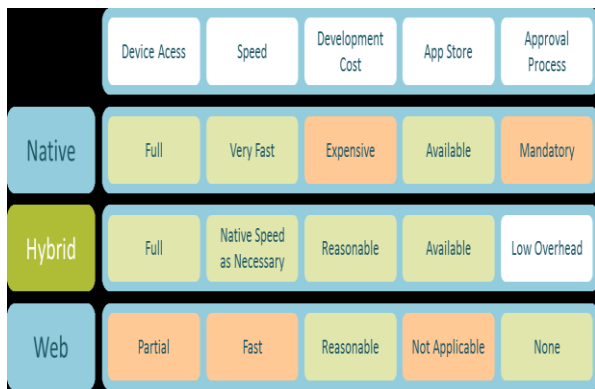 Device Acess
Speed
Development
Cost
App Store
Approval
Process
Native
Full
Very Fast
Expensive
Available
Mandatory
Hybrid
Full
Native Speed
as Necessary
Reasonable
Available
Low Overhead
Web
Partial
Fast
Reasonable
Not Applicable
None